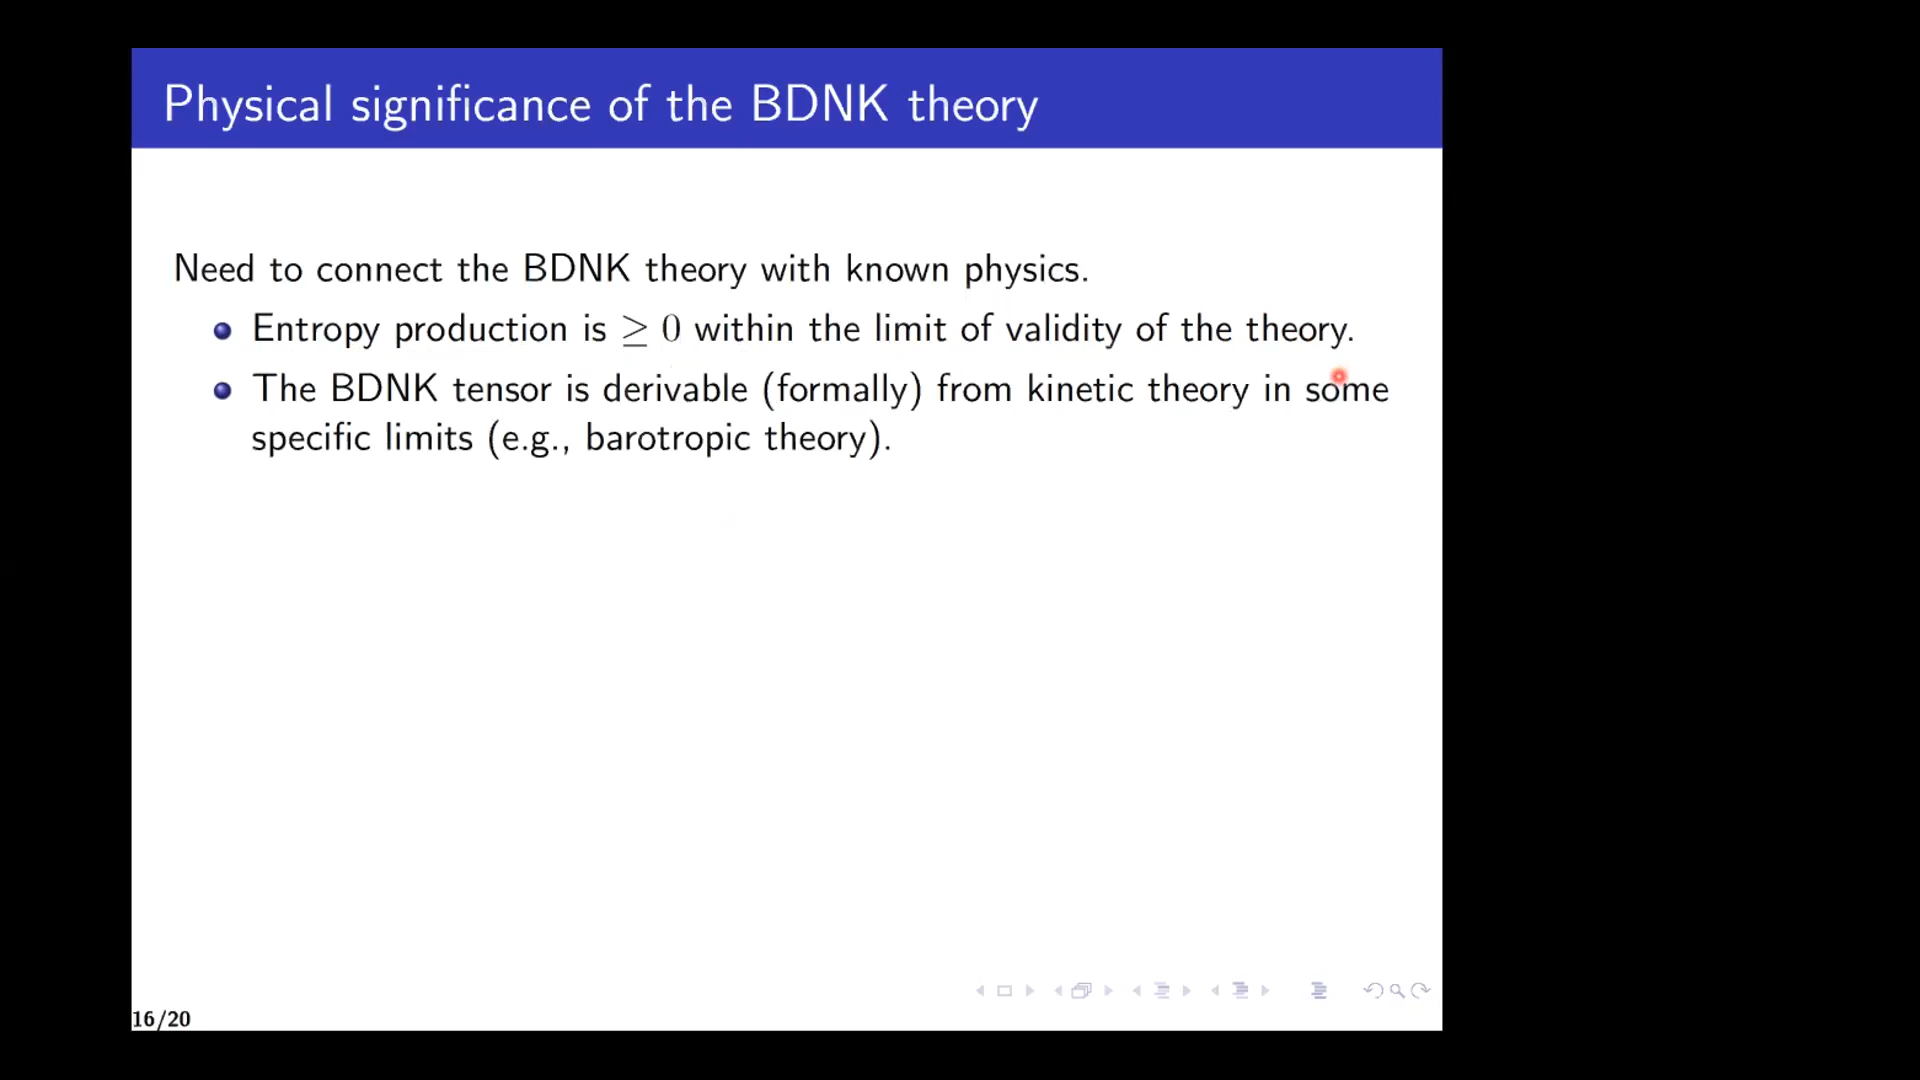 Physical significance of the BDNK theory
Need to connect the BDNK theory with known physics.
Entropy production is ≥ 0 within the limit of validity of the theory.
The BDNK tensor is derivable (formally) from kinetic theory in some
specific limits (e.g., barotropic theory).
16/20